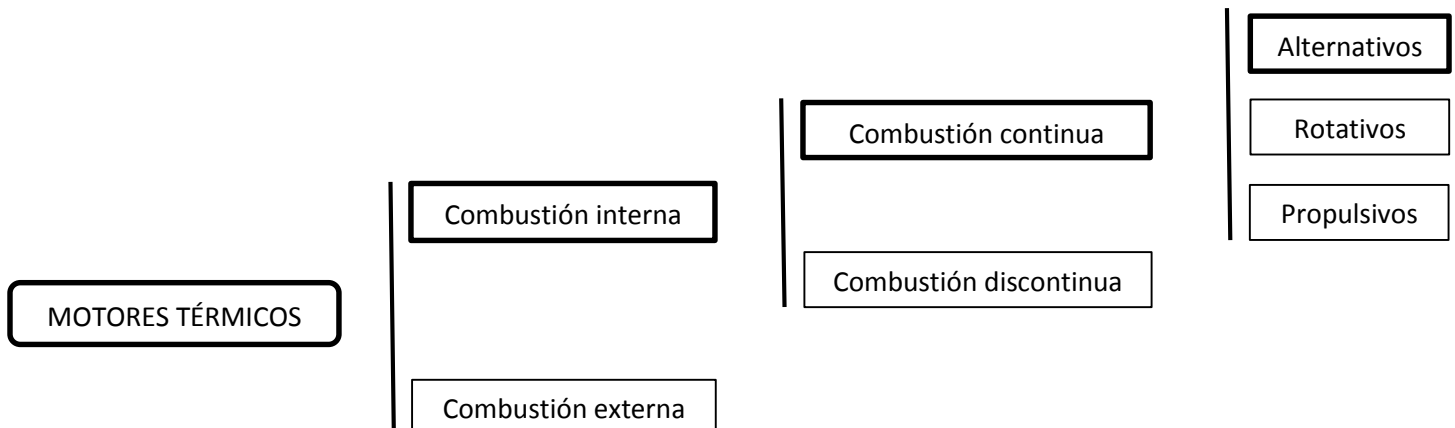 MOTORES TÉRMICOS
Combustión interna
Combustión externa
Combustión continua
Combustión discontinua
Alternativos
Rotativos
Propulsivos